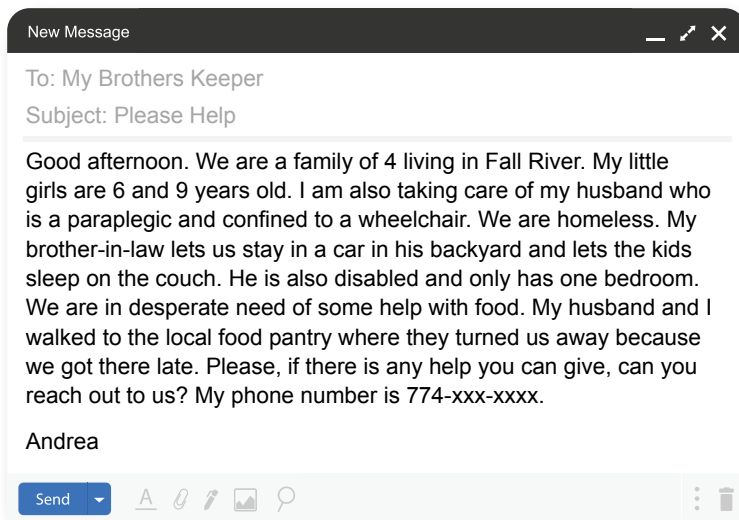 New Message
To: My Brothers Keeper
Subject: Please Help
Good afternoon. We are a family of 4 living in Fall River. My little
girls are 6 and 9 years old. I am also taking care of my husband who
is a paraplegic and confined to a wheelchair. We are homeless. My
brother-in-law lets us stay in a car in his backyard and lets the kids
sleep on the couch. He is also disabled and only has one bedroom.
We are in desperate need of some help with food. My husband and I
walked to the local food pantry where they turned us away because
we got there late. Please, if there is any help you can give, can you
reach out to us? My phone number is 774-xxx-xxxx.
Andrea
Send
A